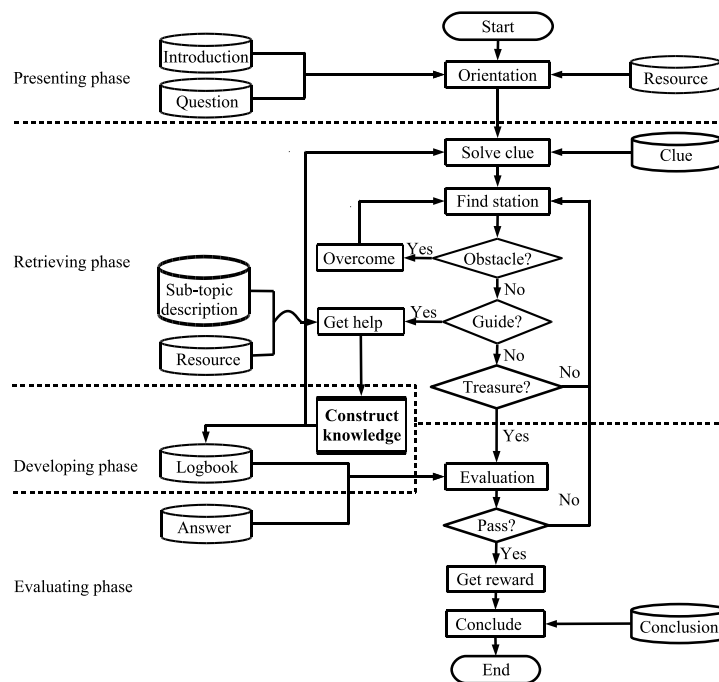 Start
Introduction
Presenting phase
Orientation
Resource
Question
Solve clue
Clue
Find station
Yes
Overcome
Obstacle?
Retrieving phase
No
Sub-topic
description
Get help
Yes
Guide?
Resource
No
No
Treasure?
Construct
knowledge
Yes
Developing phase
Logbook
Evaluation
No
Answer
Pass?
Yes
Evaluating phase
Get reward
Conclude
Conclusion
End